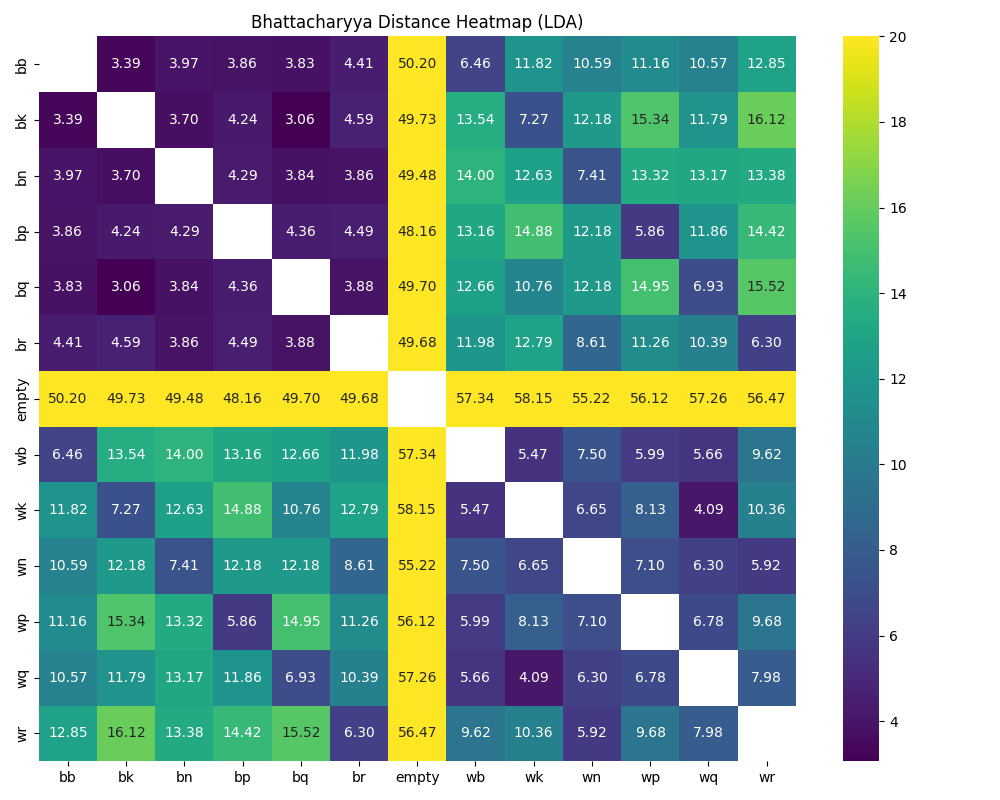 Bhattacharyya Distance Heatmap (LDA)
bb 3.39 3.97 3.86 3.83 4.41 50.20 6.46 11.82 10.59 11.16 10.57 12.85
bk 3.39 3.70 4.24 3.06 4.59 49.73 13.54 7.27 12.18 15.34 11.79 16.12
bn 3.97 3.70 4.29 3.84 3.86 49.48 14.00 12.63 7.41 13.32 13.17 13.38
bp 3.86 4.24 4.29 4.36 4.49 48.16 13.16 14.88 12.18 5.86 11.86 14.42
bq 3.83 3.06 3.84 4.36 3.88 49.70 12.66 10.76 12.18 14.95 6.93 15.52
br 4.41 4.59 3.86 4.49 3.88 49.68 11.98 12.79 8.61 11.26 10.39 6.30
empty 50.20 49.73 49.48 48.16 49.70 49.68 57.34 58.15 55.22 56.12 57.26 56.47
wb 6.46 13.54 14.00 13.16 12.66 11.98 57.34 5.47 7.50 5.99 5.66 9.62
wk 11.82 7.27 12.63 14.88 10.76 12.79 58.15 5.47 6.65 8.13 4.09 10.36
wn 10.59 12.18 7.41 12.18 12.18 8.61 55.22 7.50 6.65 7.10 6.30 5.92
wp 11.16 15.34 13.32 5.86 14.95 11.26 56.12 5.99 8.13 7.10 6.78 9.68
wq 10.57 11.79 13.17 11.86 6.93 10.39 57.26 5.66 4.09 6.30 6.78 7.98
wr 12.85 16.12 13.38 14.42 15.52 6.30 56.47 9.62 10.36 5.92 9.68 7.98
bb bk bn bp bq br empty wb wk wn wp wq wr
20
18
16
14
12
10
8
6
4